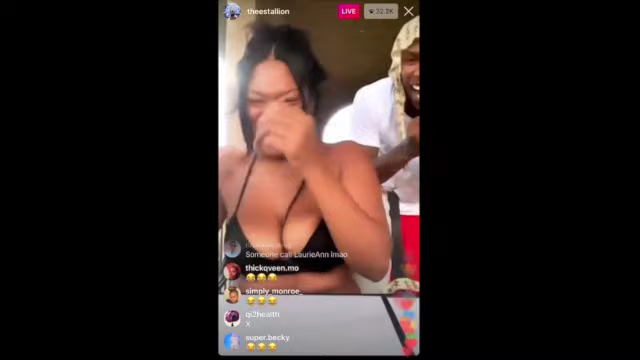 theestallion
LIVE
32.2K
Someone call LaurieAnn lmao
thickqveen.mo
simply_monroe_
qi2health
X
super.becky